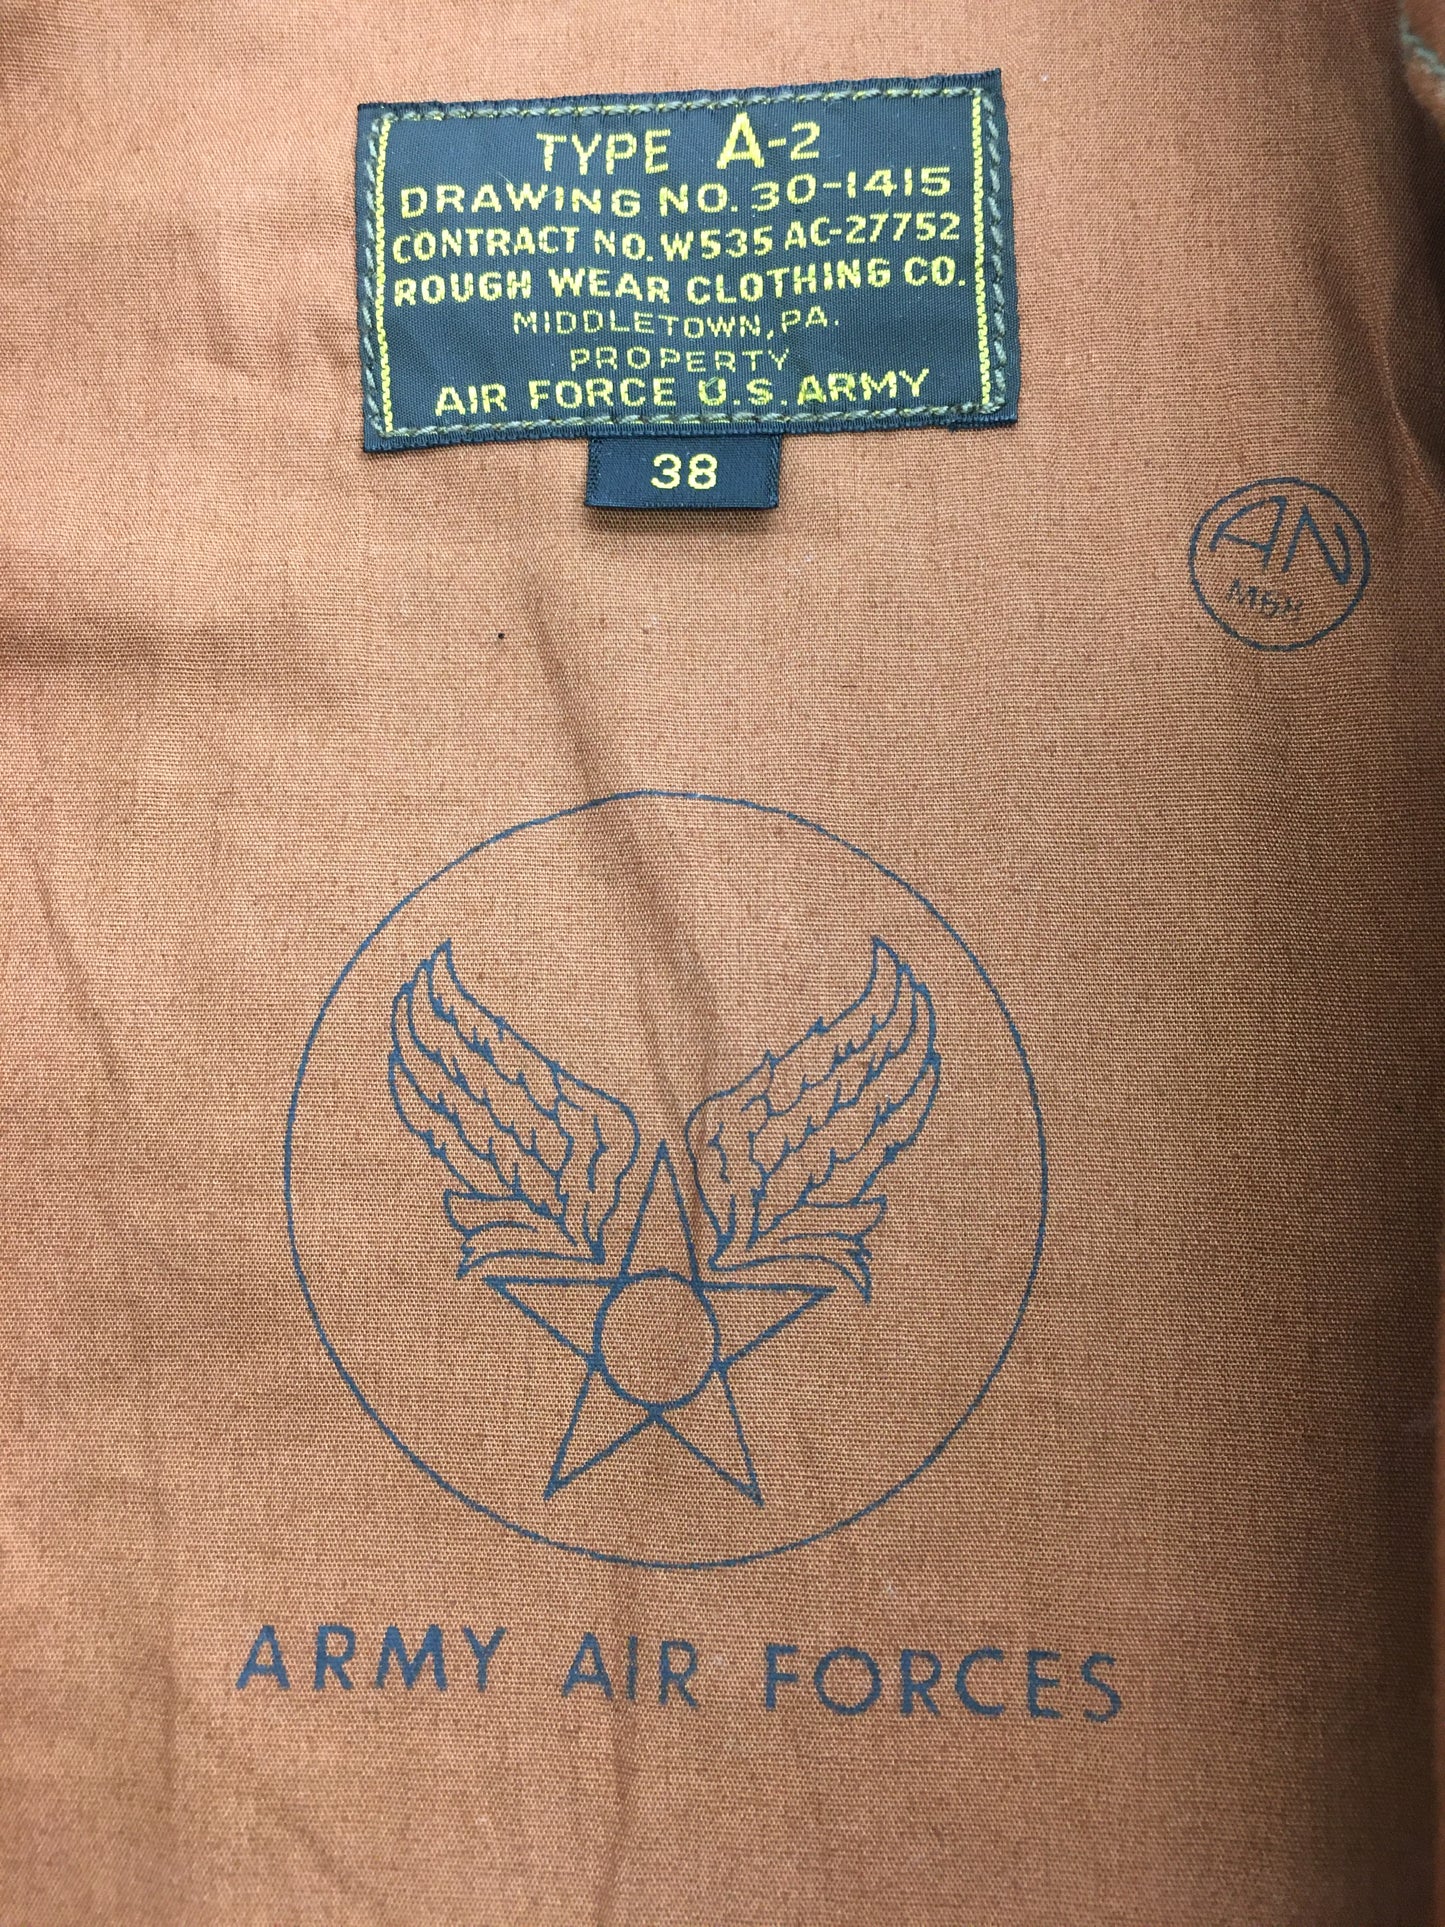 TYPE A-2
DRAWING NO. 30-1415
CONTRACT NO. W535 AC-27752
ROUGH WEAR CLOTHING CO.
MIDDLETOWN, PA.
PROPERTY
AIR FORCE U.S. ARMY
38
AN
ARMY AIR FORCES